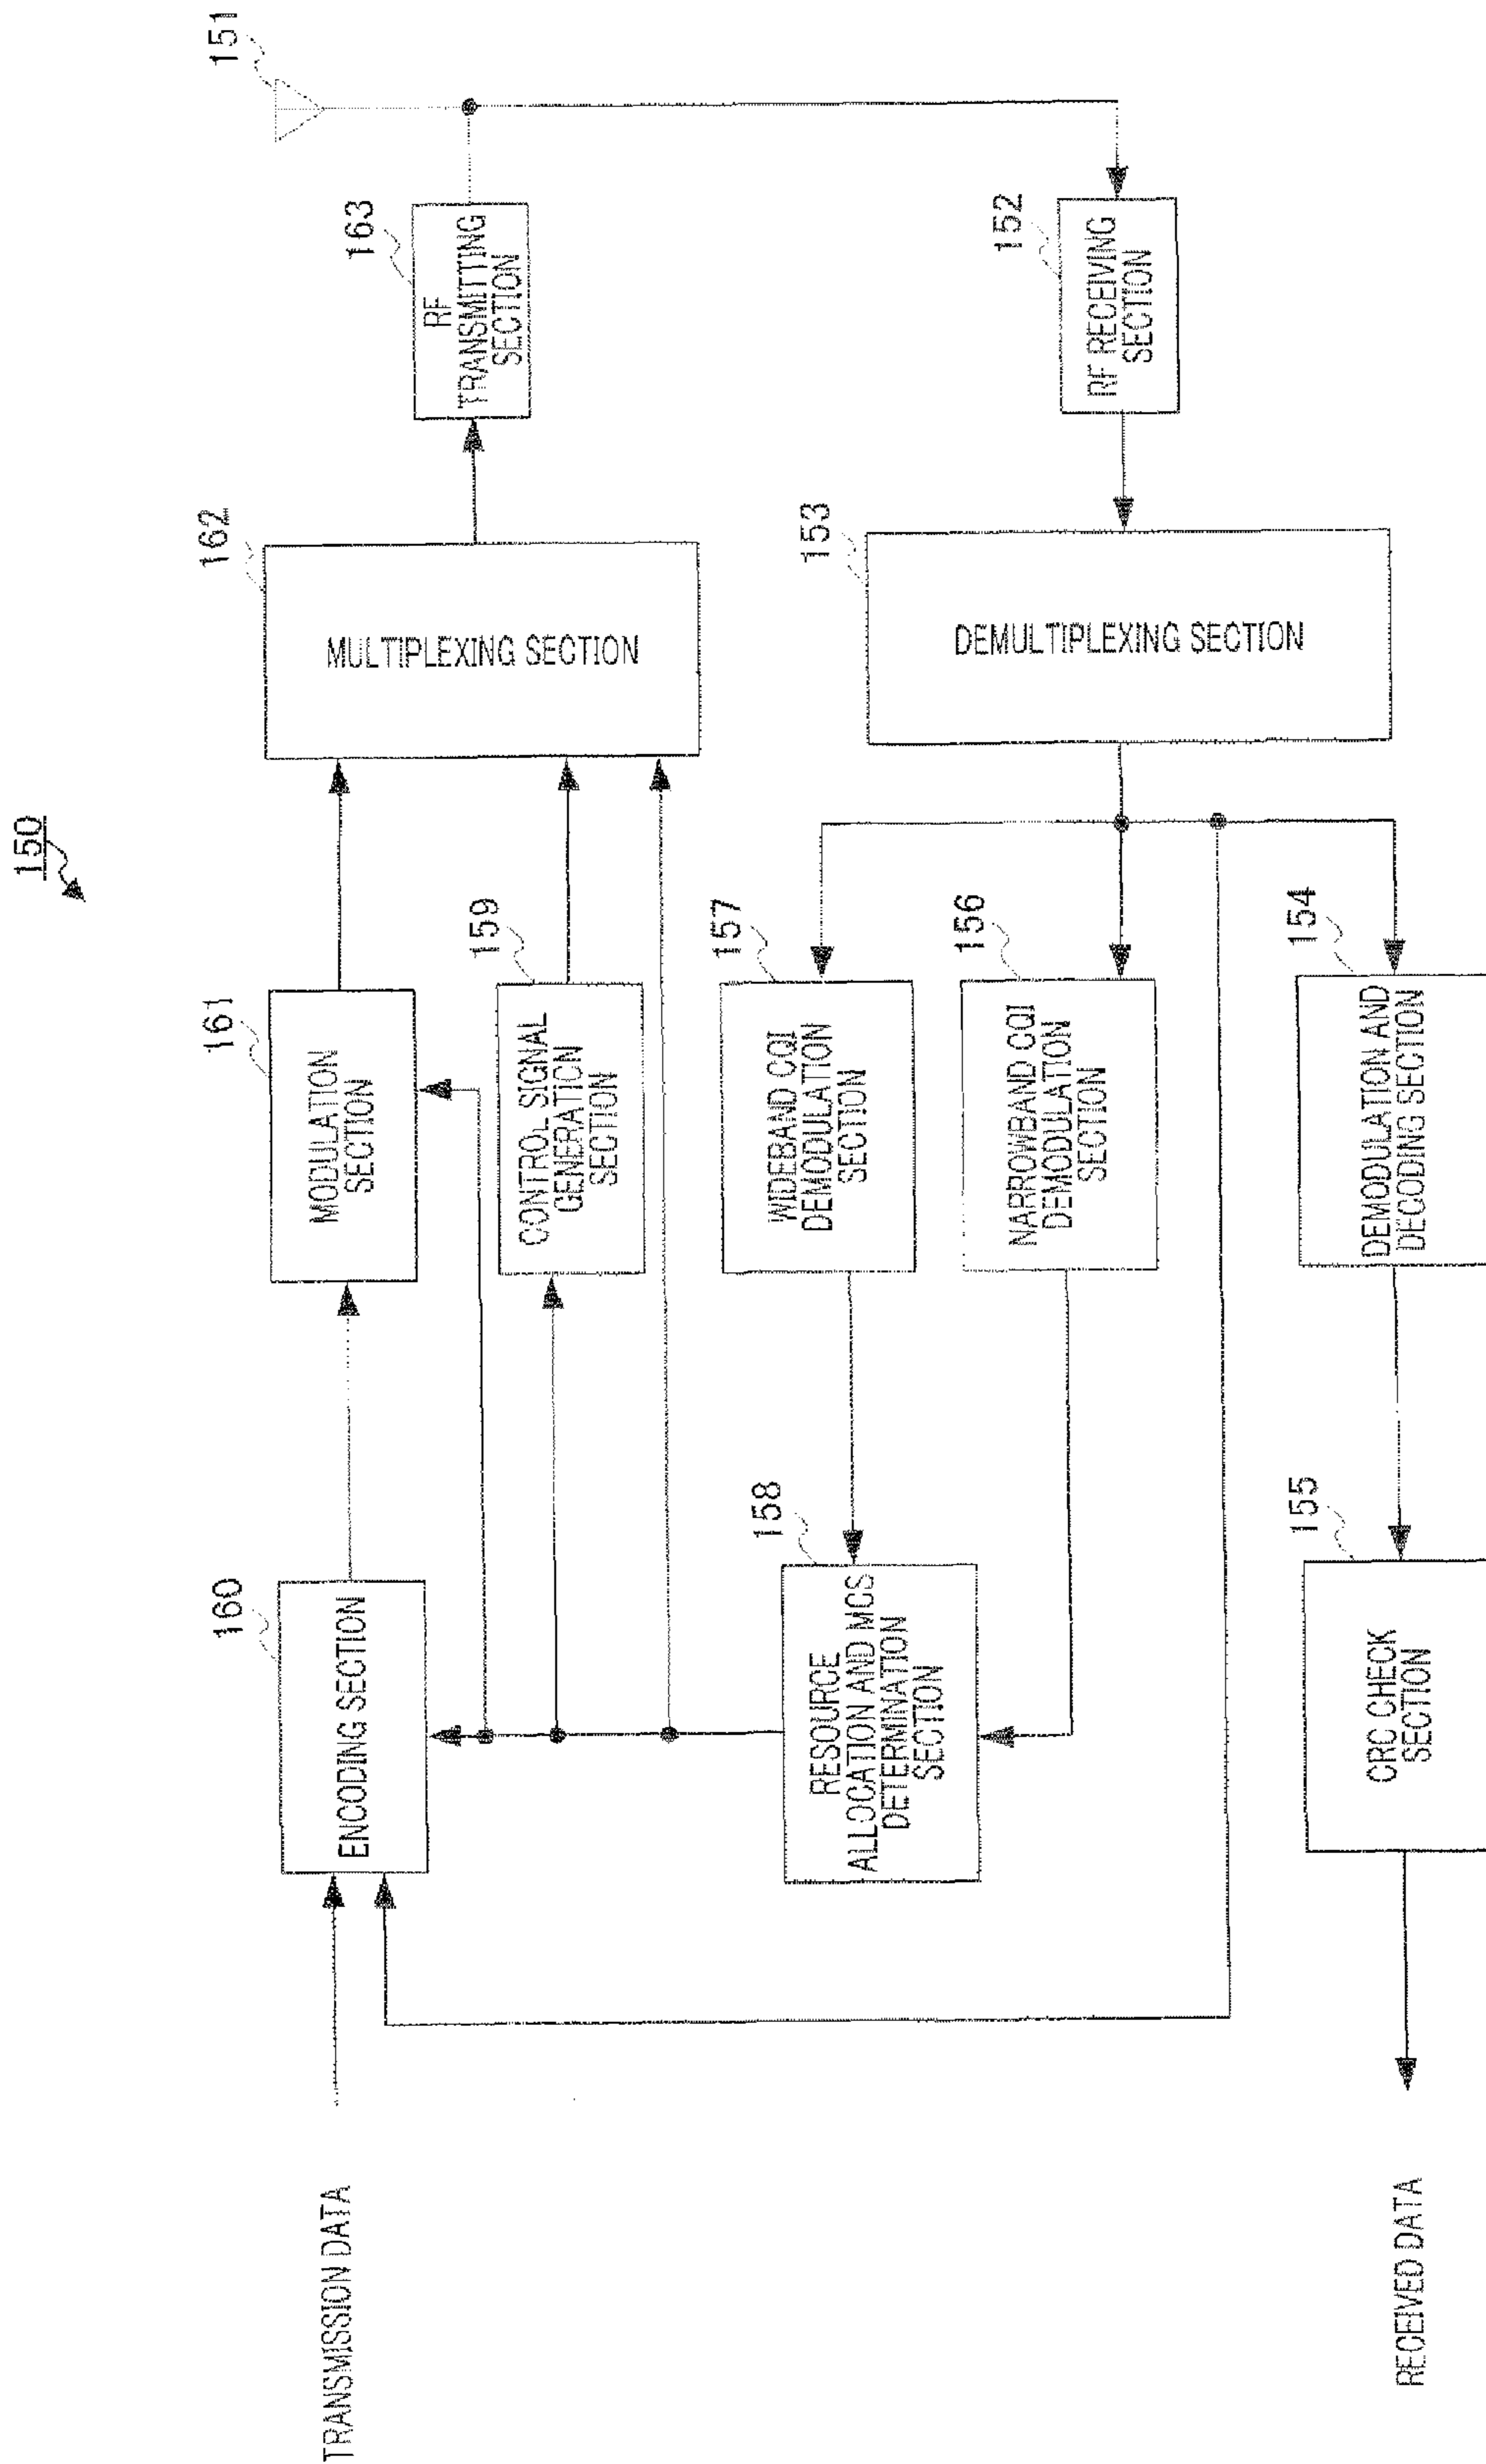 150
TRANSMISSION DATA
160
ENCODING SECTION
161
MODULATION
SECTION
162
MULTIPLEXING SECTION
163
RF
TRANSMITTING
SECTION
151
159
CONTROL SIGNAL
GENERATION
SECTION
158
RESOURCE
ALLOCATION AND MCS
DETERMINATION
SECTION
157
WIDEBAND CQI
DEMODULATION
SECTION
156
NARROWBAND CQI
DEMODULATION
SECTION
153
DEMULTIPLEXING SECTION
152
RF RECEIVING
SECTION
155
CRC CHECK
SECTION
154
DEMODULATION AND
DECODING SECTION
RECEIVED DATA